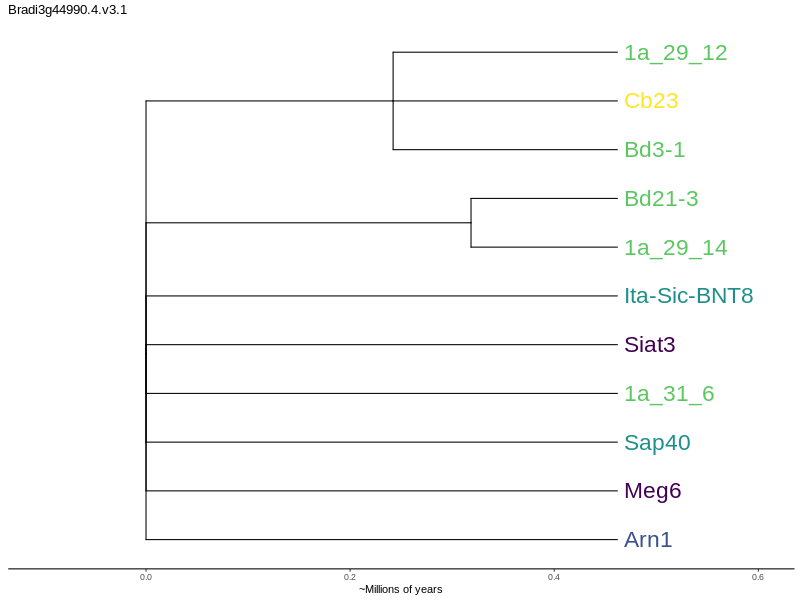 Bradi3g44990.4.v3.1
1a_29_12
Cb23
Bd3-1
Bd21-3
1a_29_14
Ita-Sic-BNT8
Siat3
1a_31_6
Sap40
Meg6
Arn1
0.0 0.2 0.4 0.6
~Millions of years